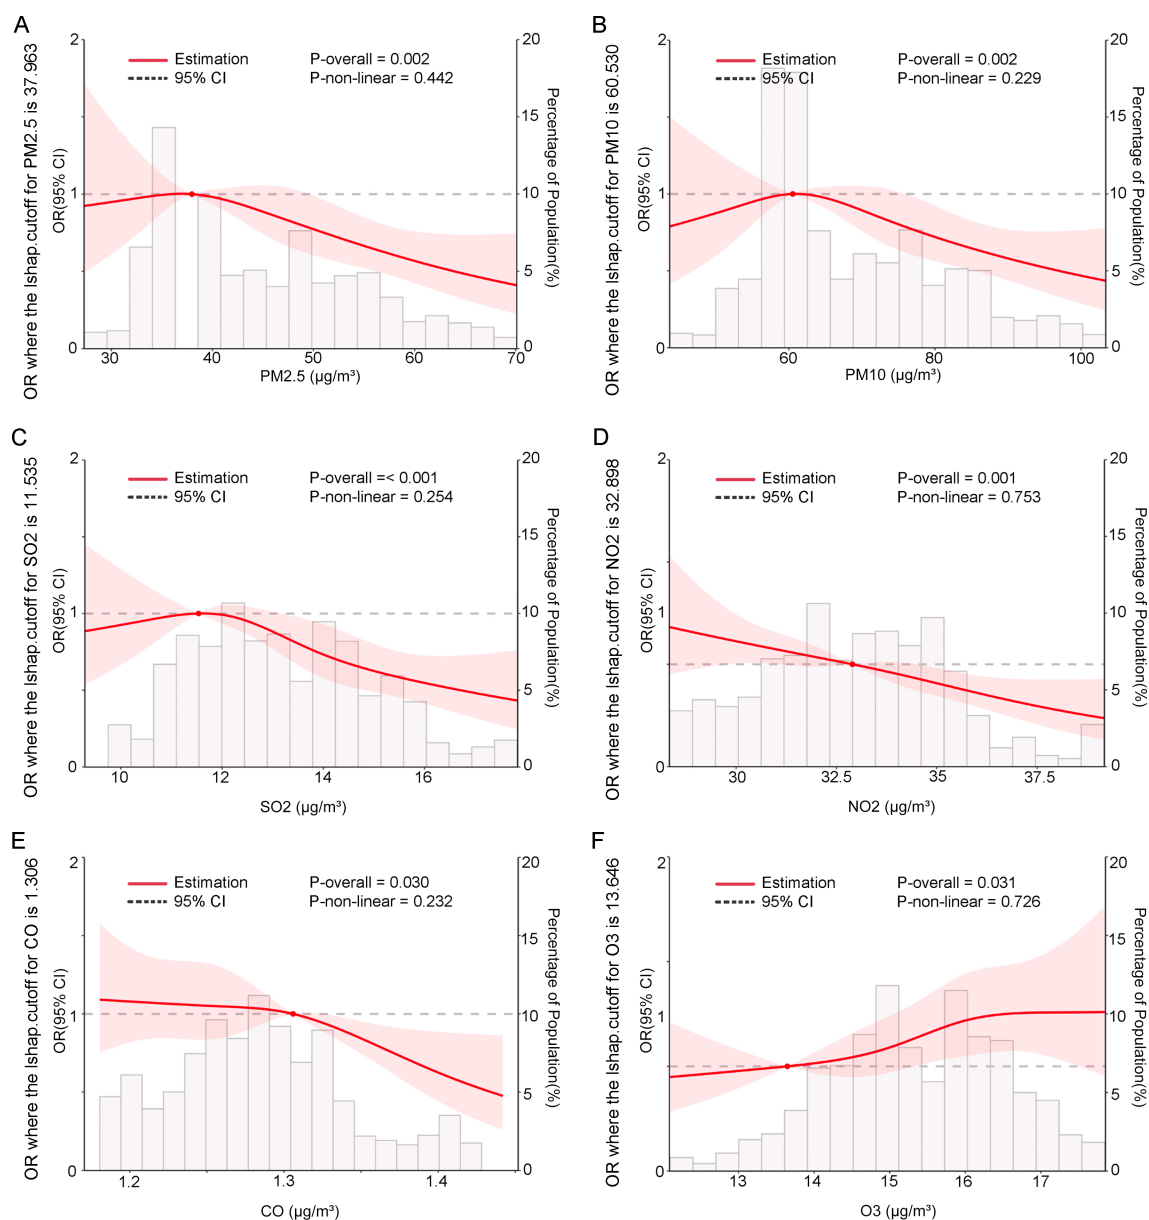 A
OR where the lshap.cutoff for PM2.5 is 37.963
OR(95% CI)
2
1
0
Estimation
95% CI
P-overall = 0.002
P-non-linear = 0.442
20
15
10
5
0
Percentage of Population(%)
30 40 50 60 70
PM2.5 (µg/m³)
B
OR where the lshap.cutoff for PM10 is 60.530
OR(95% CI)
2
1
0
Estimation
95% CI
P-overall = 0.002
P-non-linear = 0.229
20
15
10
5
0
Percentage of Population(%)
60 80 100
PM10 (µg/m³)
C
OR where the lshap.cutoff for SO2 is 11.535
OR(95% CI)
2
1
0
Estimation
95% CI
P-overall =< 0.001
P-non-linear = 0.254
20
15
10
5
0
Percentage of Population(%)
10 12 14 16
SO2 (µg/m³)
D
OR where the lshap.cutoff for NO2 is 32.898
OR(95% CI)
2
1
0
Estimation
95% CI
P-overall = 0.001
P-non-linear = 0.753
20
15
10
5
0
Percentage of Population(%)
30 32.5 35 37.5
NO2 (µg/m³)
E
OR where the lshap.cutoff for CO is 1.306
OR(95% CI)
2
1
0
Estimation
95% CI
P-overall = 0.030
P-non-linear = 0.232
20
15
10
5
0
Percentage of Population(%)
1.2 1.3 1.4
CO (µg/m³)
F
OR where the lshap.cutoff for O3 is 13.646
OR(95% CI)
2
1
0
Estimation
95% CI
P-overall = 0.031
P-non-linear = 0.726
20
15
10
5
0
Percentage of Population(%)
13 14 15 16 17
O3 (µg/m³)